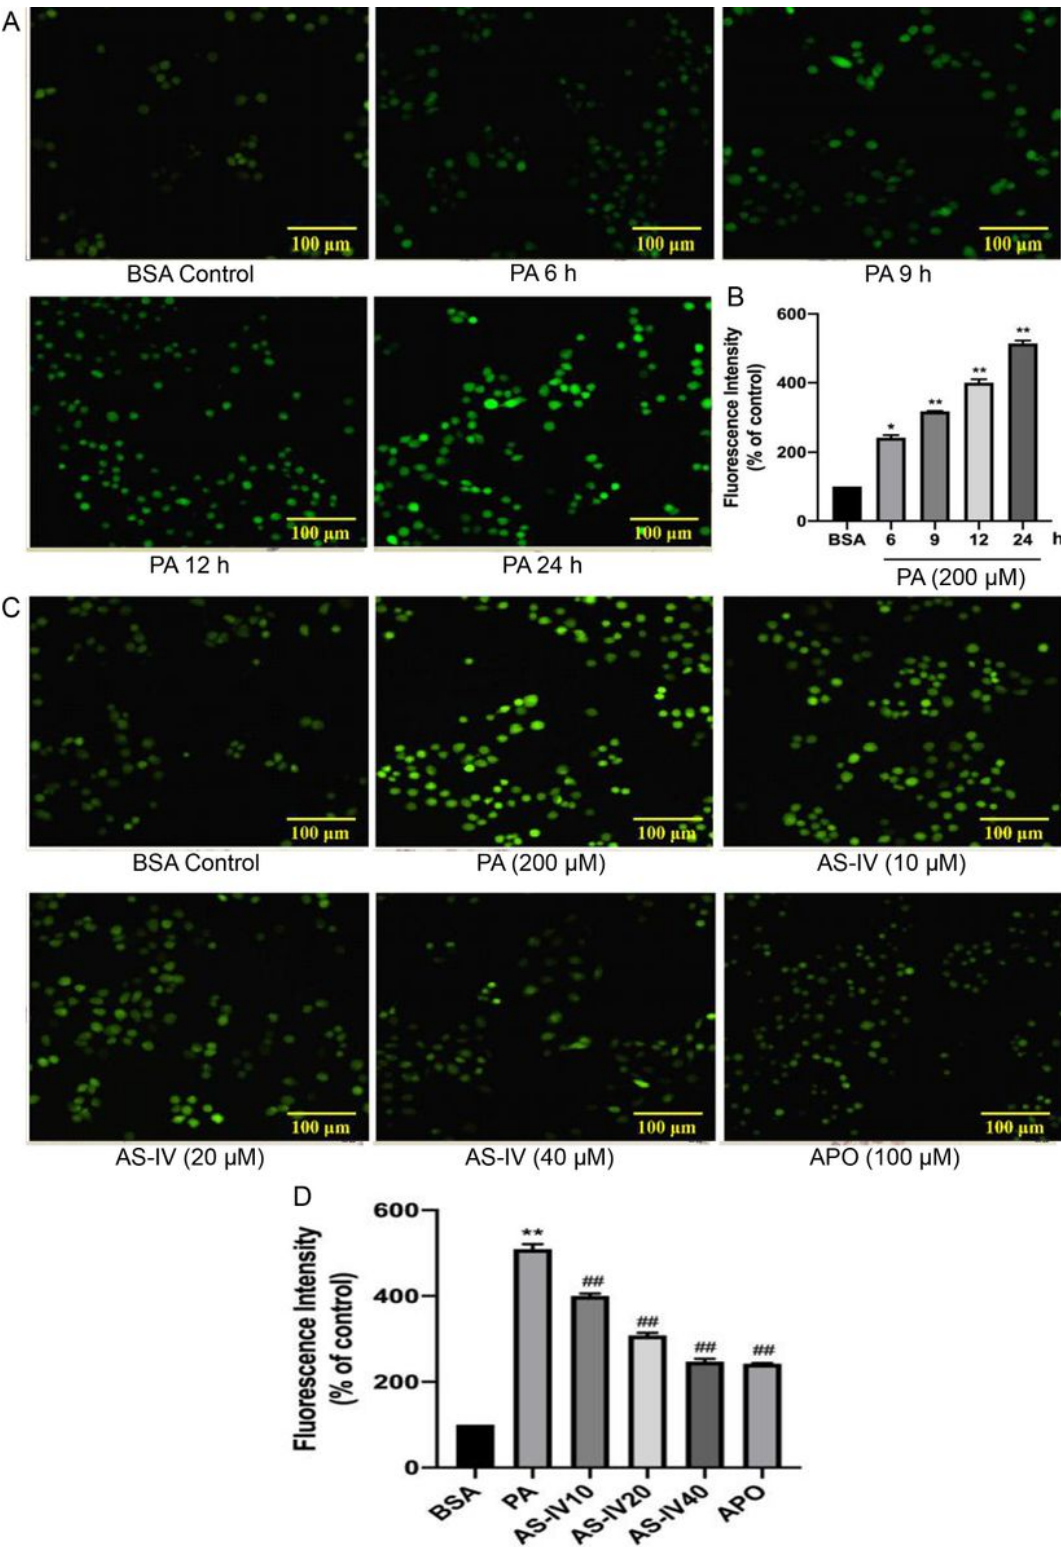 A
100 µm
100 µm
100 µm
BSA Control
PA 6 h
PA 9 h
100 µm
100 µm
PA 12 h
PA 24 h
B
Fluorescence Intensity
(% of control)
600
400
200
0
*
**
**
**
BSA
6
9
12
24
h
PA (200 µM)
C
100 µm
100 µm
100 µm
BSA Control
PA (200 µM)
AS-IV (10 µM)
100 µm
100 µm
100 µm
AS-IV (20 µM)
AS-IV (40 µM)
APO (100 µM)
D
Fluorescence Intensity
(% of control)
600
400
200
0
**
##
##
##
##
BSA
PA
AS-IV10
AS-IV20
AS-IV40
APO